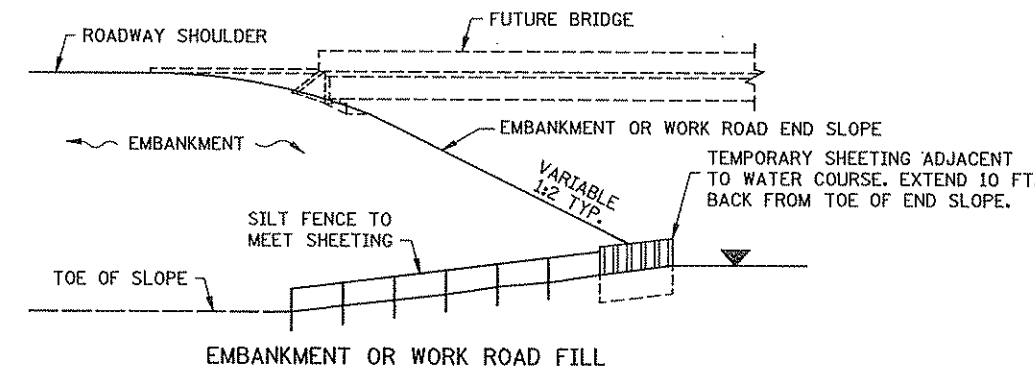 FUTURE BRIDGE
ROADWAY SHOULDER
EMBANKMENT
EMBANKMENT OR WORK ROAD END SLOPE
VARIABLE
1:2 TYP.
TEMPORARY SHEETING ADJACENT
TO WATER COURSE. EXTEND 10 FT.
BACK FROM TOE OF END SLOPE.
SILT FENCE TO
MEET SHEETING
TOE OF SLOPE
EMBANKMENT OR WORK ROAD FILL